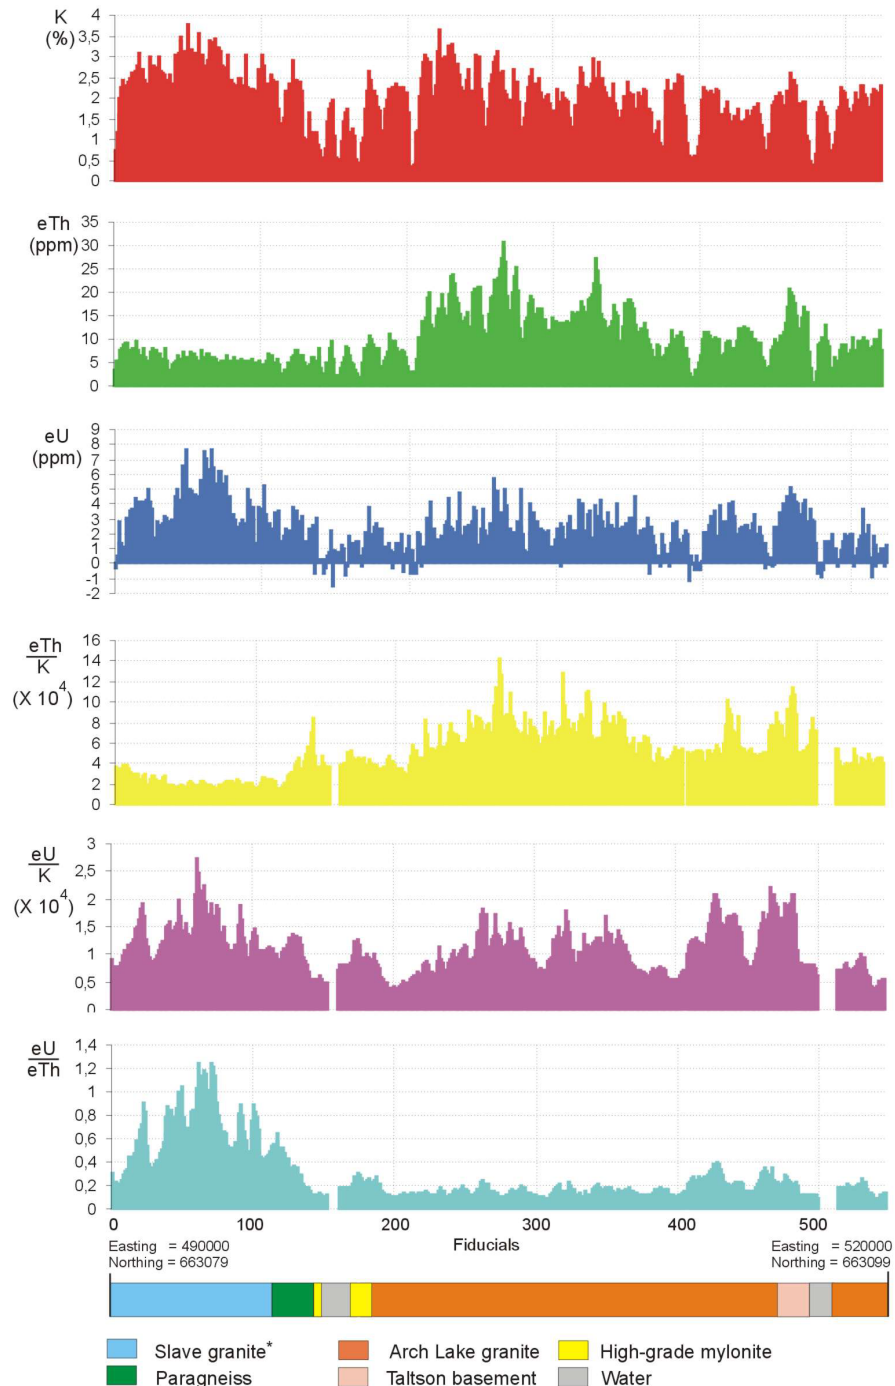 K
(%)
4
3,5
3
2,5
2
1,5
1
0,5
0
eTh
(ppm)
35
30
25
20
15
10
5
0
eU
(ppm)
9
8
7
6
5
4
3
2
1
0
-1
-2
eTh
K
(X 10^4)
16
14
12
10
8
6
4
2
0
eU
K
(X 10^4)
3
2,5
2
1,5
1
0,5
0
eU
eTh
1,4
1,2
1
0,8
0,6
0,4
0,2
0
0 100 200 300 400 500
Fiducials
Easting = 490000
Northing = 663079
Easting = 520000
Northing = 663099
Slave granite* Arch Lake granite High-grade mylonite
Paragneiss Taltson basement Water